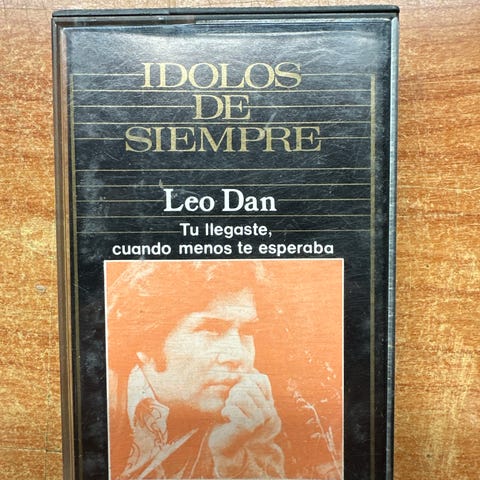 IDOLOS
DE
SIEMPRE
Leo Dan
Tu llegaste,
cuando menos te esperaba